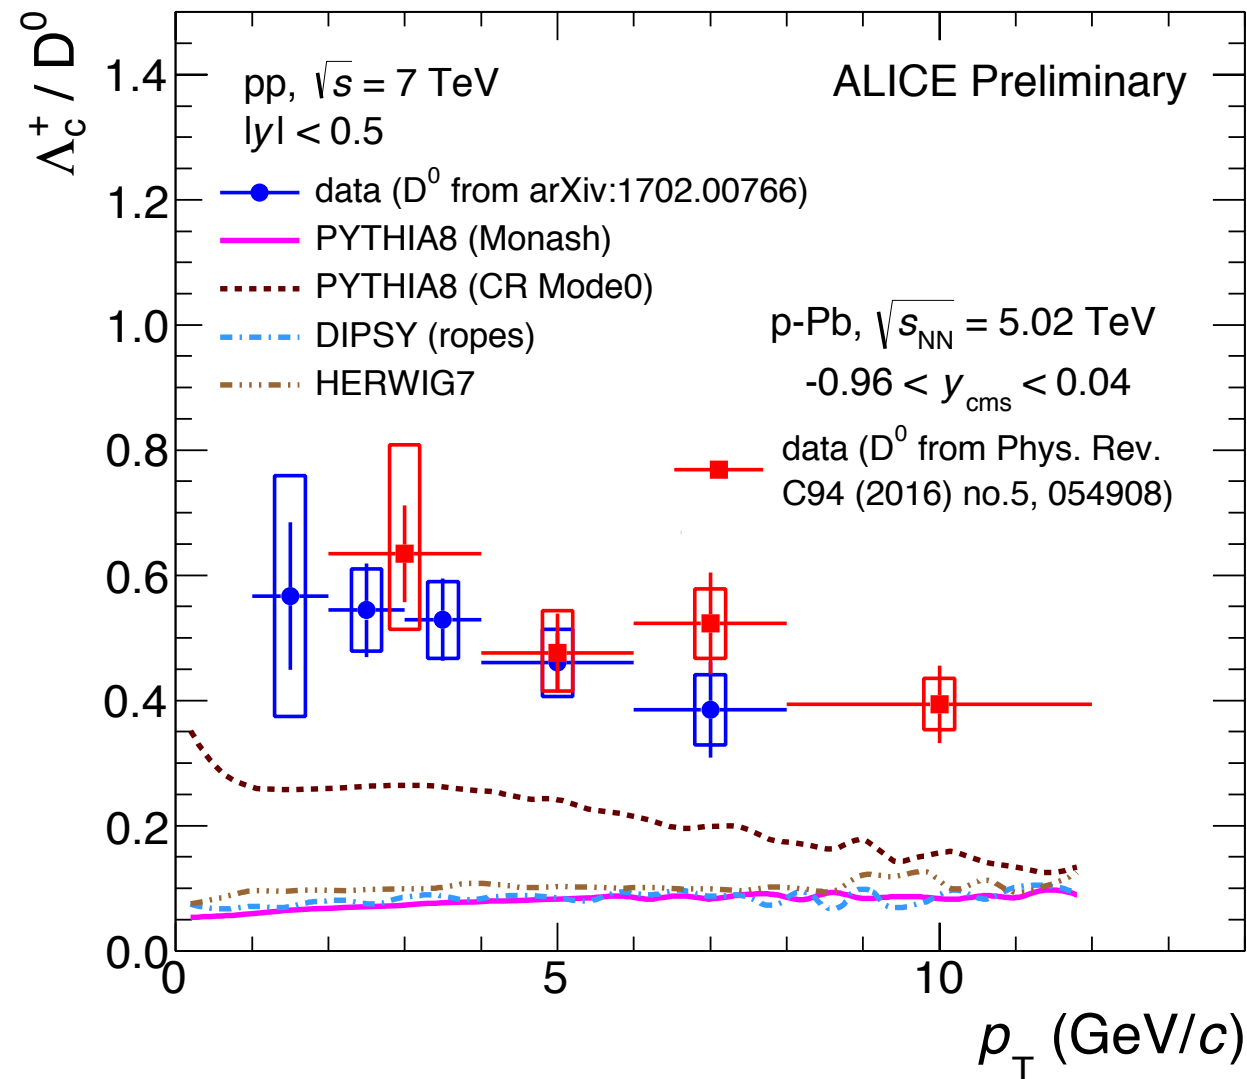 Λc+ / D0
1.4
1.2
1.0
0.8
0.6
0.4
0.2
0.0
pp, √s = 7 TeV
|y| < 0.5
data (D0 from arXiv:1702.00766)
PYTHIA8 (Monash)
PYTHIA8 (CR Mode0)
DIPSY (ropes)
HERWIG7
ALICE Preliminary
p-Pb, √sNN = 5.02 TeV
-0.96 < ycms < 0.04
data (D0 from Phys. Rev.
C94 (2016) no.5, 054908)
0 5 10
pT (GeV/c)